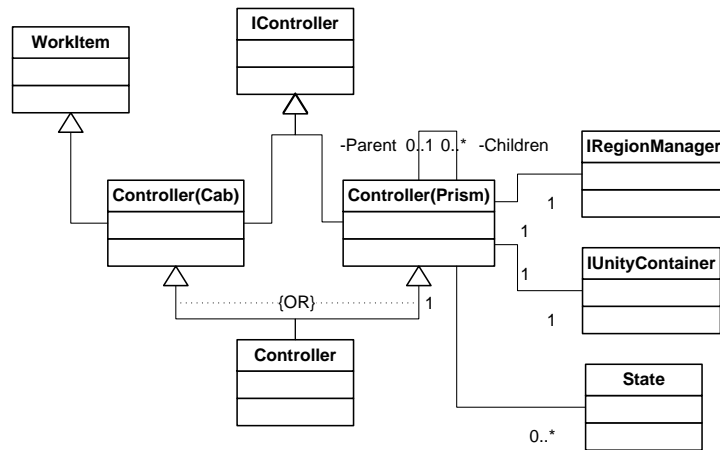 IController
WorkItem
-Parent 0..1 0..* -Children
IRegionManager
Controller(Cab)
Controller(Prism)
1
1
IUnityContainer
1
{OR}
1
1
Controller
State
0..*